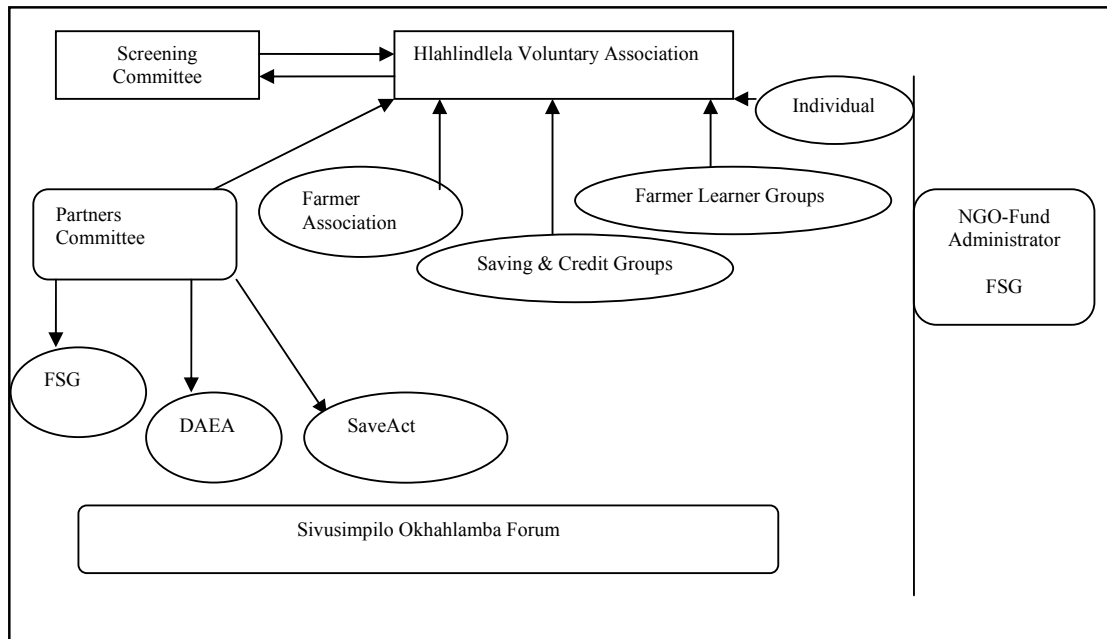 Screening
Committee
Hlahlindlela Voluntary Association
Individual
Farmer Learner Groups
Farmer
Association
Partners
Committee
NGO-Fund
Administrator
FSG
Saving & Credit Groups
FSG
DAEA
SaveAct
Sivusimpilo Okhahlamba Forum